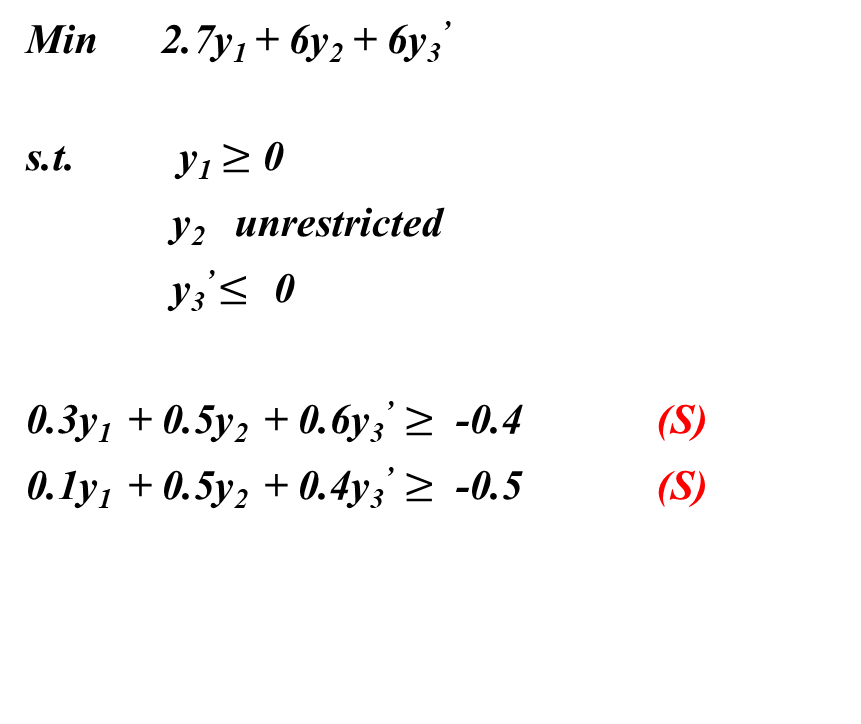 Min 2.7y₁ + 6y₂ + 6y₃’
s.t. y₁ ≥ 0
y₂ unrestricted
y₃’ ≤ 0
0.3y₁ + 0.5y₂ + 0.6y₃’ ≥ -0.4 (S)
0.1y₁ + 0.5y₂ + 0.4y₃’ ≥ -0.5 (S)